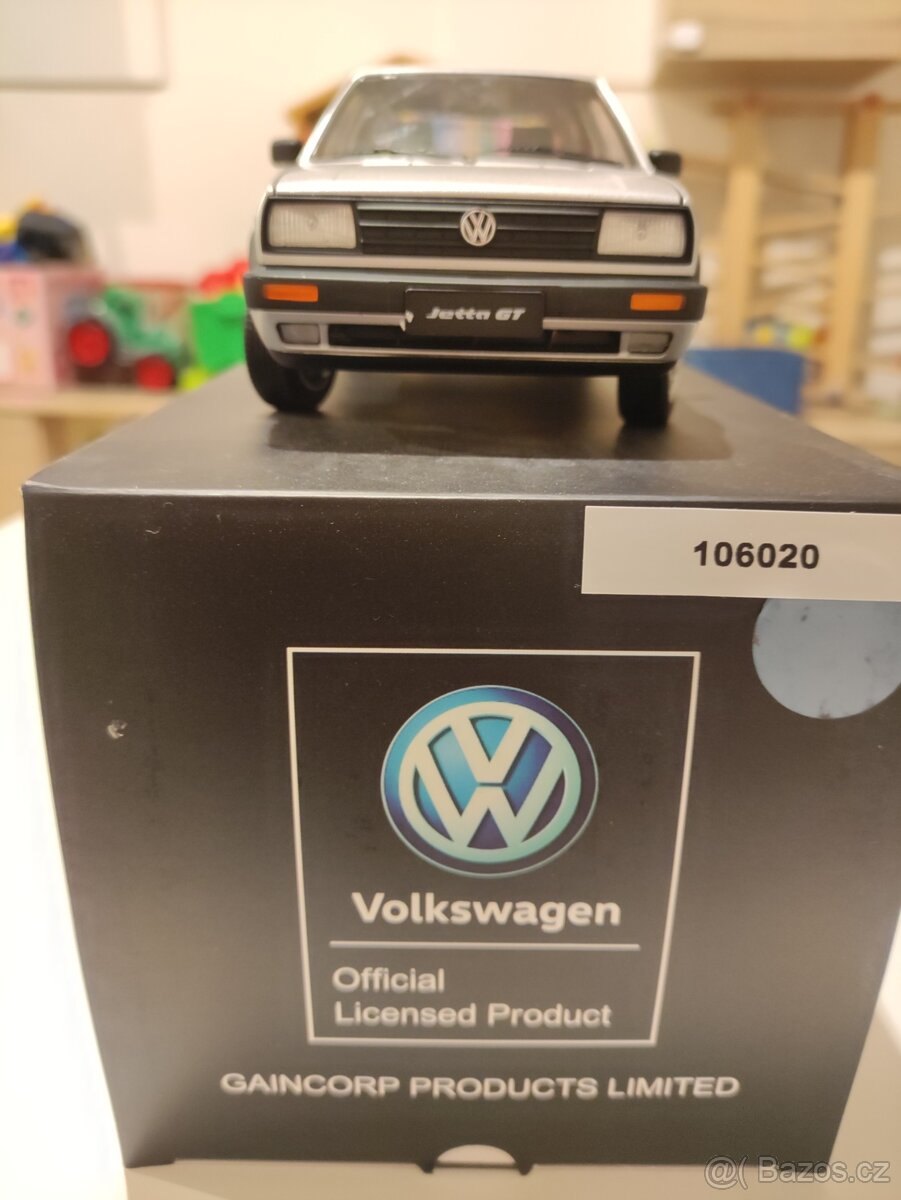 Jetta GT
106020
Volkswagen
Official
Licensed Product
GAINCORP PRODUCTS LIMITED
@( Bazos.cz